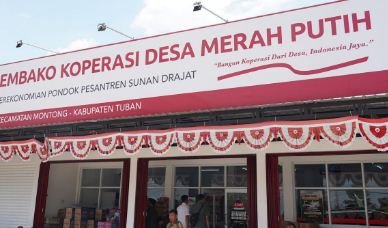 EMBAKO KOPERASI DESA MERAH PUTIH
"Bangun Koperasi Dari Desa, Indonesia Jaya."
EREKONOMIAN PONDOK PESANTREN SUNAN DRAJAT
KECAMATAN MONTONG - KABUPATEN TUBAN